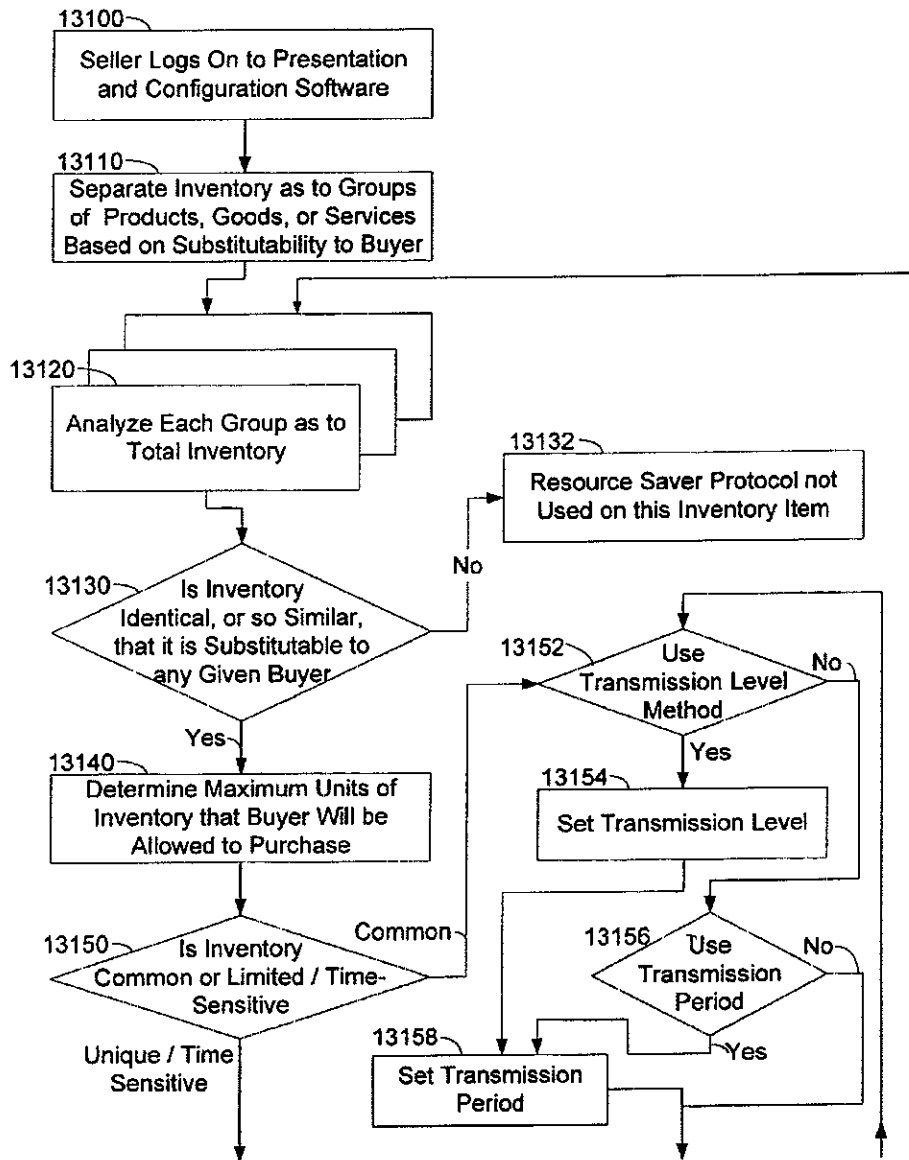 13100
Seller Logs On to Presentation
and Configuration Software
13110
Separate Inventory as to Groups
of Products, Goods, or Services
Based on Substitutability to Buyer
13120
Analyze Each Group as to
Total Inventory
13132
Resource Saver Protocol not
Used on this Inventory Item
No
13130
Is Inventory
Identical, or so Similar,
that it is Substitutable to
any Given Buyer
Yes
13140
Determine Maximum Units of
Inventory that Buyer Will be
Allowed to Purchase
13150
Is Inventory
Common or Limited / Time-
Sensitive
Common
Unique / Time
Sensitive
13152
Use
Transmission Level
Method
No
Yes
13154
Set Transmission Level
13156
Use
Transmission
Period
No
Yes
13158
Set Transmission
Period